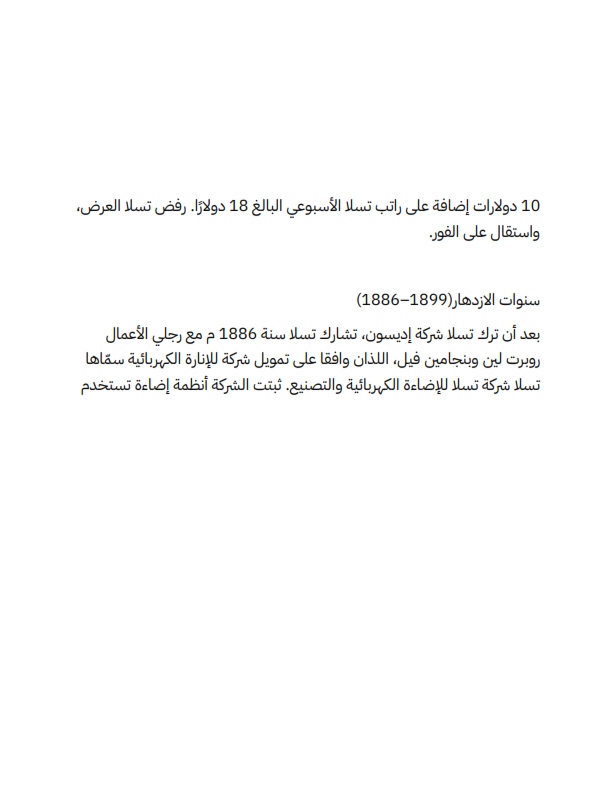 10 دولارات إضافة على راتب تسلا الأسبوعي البالغ 18 دولارًا. رفض تسلا العرض،
واستقال على الفور.
سنوات الازدهار(1886–1899)
بعد أن ترك تسلا شركة إديسون، تشارك تسلا سنة 1886 م مع رجلي الأعمال
روبرت لين وبنجامين فيل، اللذان وافقا على تمويل شركة للإنارة الكهربائية سمّاها
تسلا شركة تسلا للإضاءة الكهربائية والتصنيع. ثبتت الشركة أنظمة إضاءة تستخدم